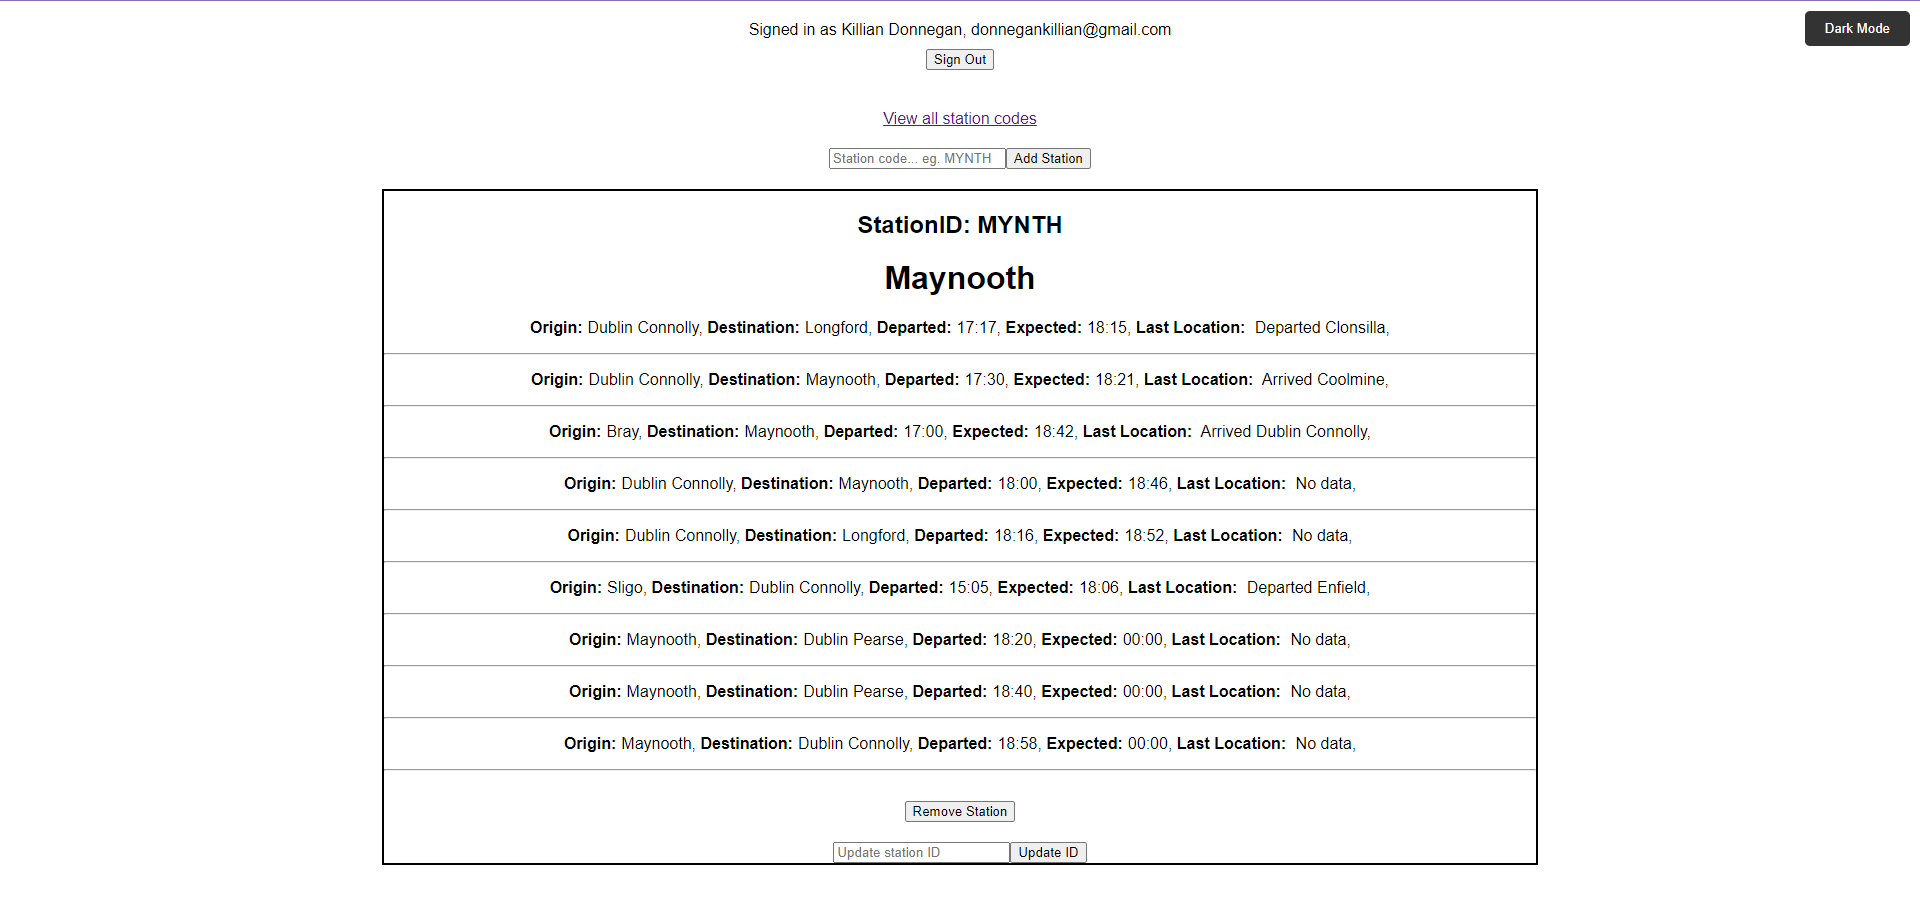 Signed in as Killian Donnegan, donnegankillian@gmail.com
Dark Mode
Sign Out
View all station codes
Station code... eg. MYNTH Add Station
StationID: MYNTH
Maynooth
Origin: Dublin Connolly, Destination: Longford, Departed: 17:17, Expected: 18:15, Last Location: Departed Clonsilla,
Origin: Dublin Connolly, Destination: Maynooth, Departed: 17:30, Expected: 18:21, Last Location: Arrived Coolmine,
Origin: Bray, Destination: Maynooth, Departed: 17:00, Expected: 18:42, Last Location: Arrived Dublin Connolly,
Origin: Dublin Connolly, Destination: Maynooth, Departed: 18:00, Expected: 18:46, Last Location: No data,
Origin: Dublin Connolly, Destination: Longford, Departed: 18:16, Expected: 18:52, Last Location: No data,
Origin: Sligo, Destination: Dublin Connolly, Departed: 15:05, Expected: 18:06, Last Location: Departed Enfield,
Origin: Maynooth, Destination: Dublin Pearse, Departed: 18:20, Expected: 00:00, Last Location: No data,
Origin: Maynooth, Destination: Dublin Pearse, Departed: 18:40, Expected: 00:00, Last Location: No data,
Origin: Maynooth, Destination: Dublin Connolly, Departed: 18:58, Expected: 00:00, Last Location: No data,
Remove Station
Update station ID Update ID